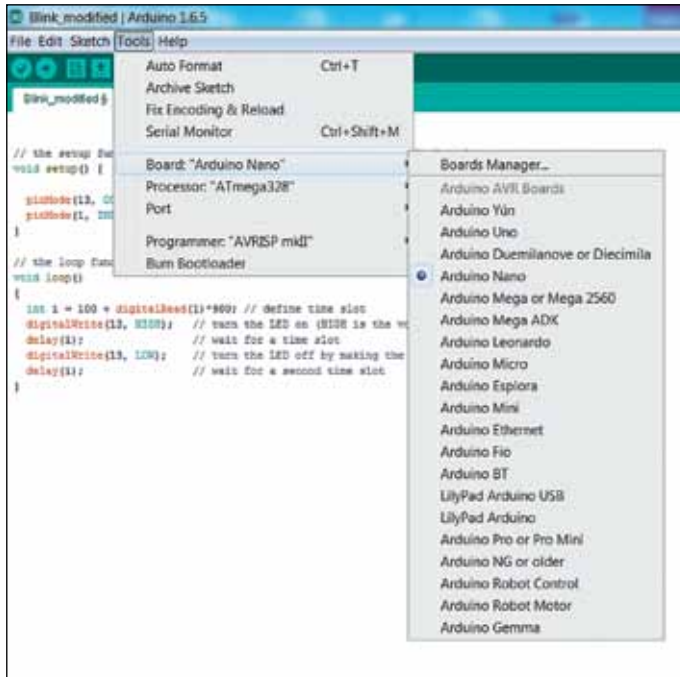 Blink_modified | Arduino 1.6.5
File Edit Sketch Tools Help
Blink_modified §
Auto Format Ctrl+T
Archive Sketch
Fix Encoding & Reload
Serial Monitor Ctrl+Shift+M
Board: "Arduino Nano"
Processor: "ATmega328"
Port
Programmer: "AVRISP mkII"
Burn Bootloader
Boards Manager...
Arduino AVR Boards
Arduino Yún
Arduino Uno
Arduino Duemilanove or Diecimila
Arduino Nano
Arduino Mega or Mega 2560
Arduino Mega ADK
Arduino Leonardo
Arduino Micro
Arduino Esplora
Arduino Mini
Arduino Ethernet
Arduino Fio
Arduino BT
LilyPad Arduino USB
LilyPad Arduino
Arduino Pro or Pro Mini
Arduino NG or older
Arduino Robot Control
Arduino Robot Motor
Arduino Gemma
// the setup
void setup() {
pinMode(13,
pinMode(1,
}
// the loop
void loop()
{
int i = 100 + digitalRead(1)*900; // define time slot
digitalWrite(13, HIGH); // turn the LED on (HIGH is the
delay(i); // wait for a time slot
digitalWrite(13, LOW); // turn the LED off by making the
delay(i); // wait for a second time slot
}